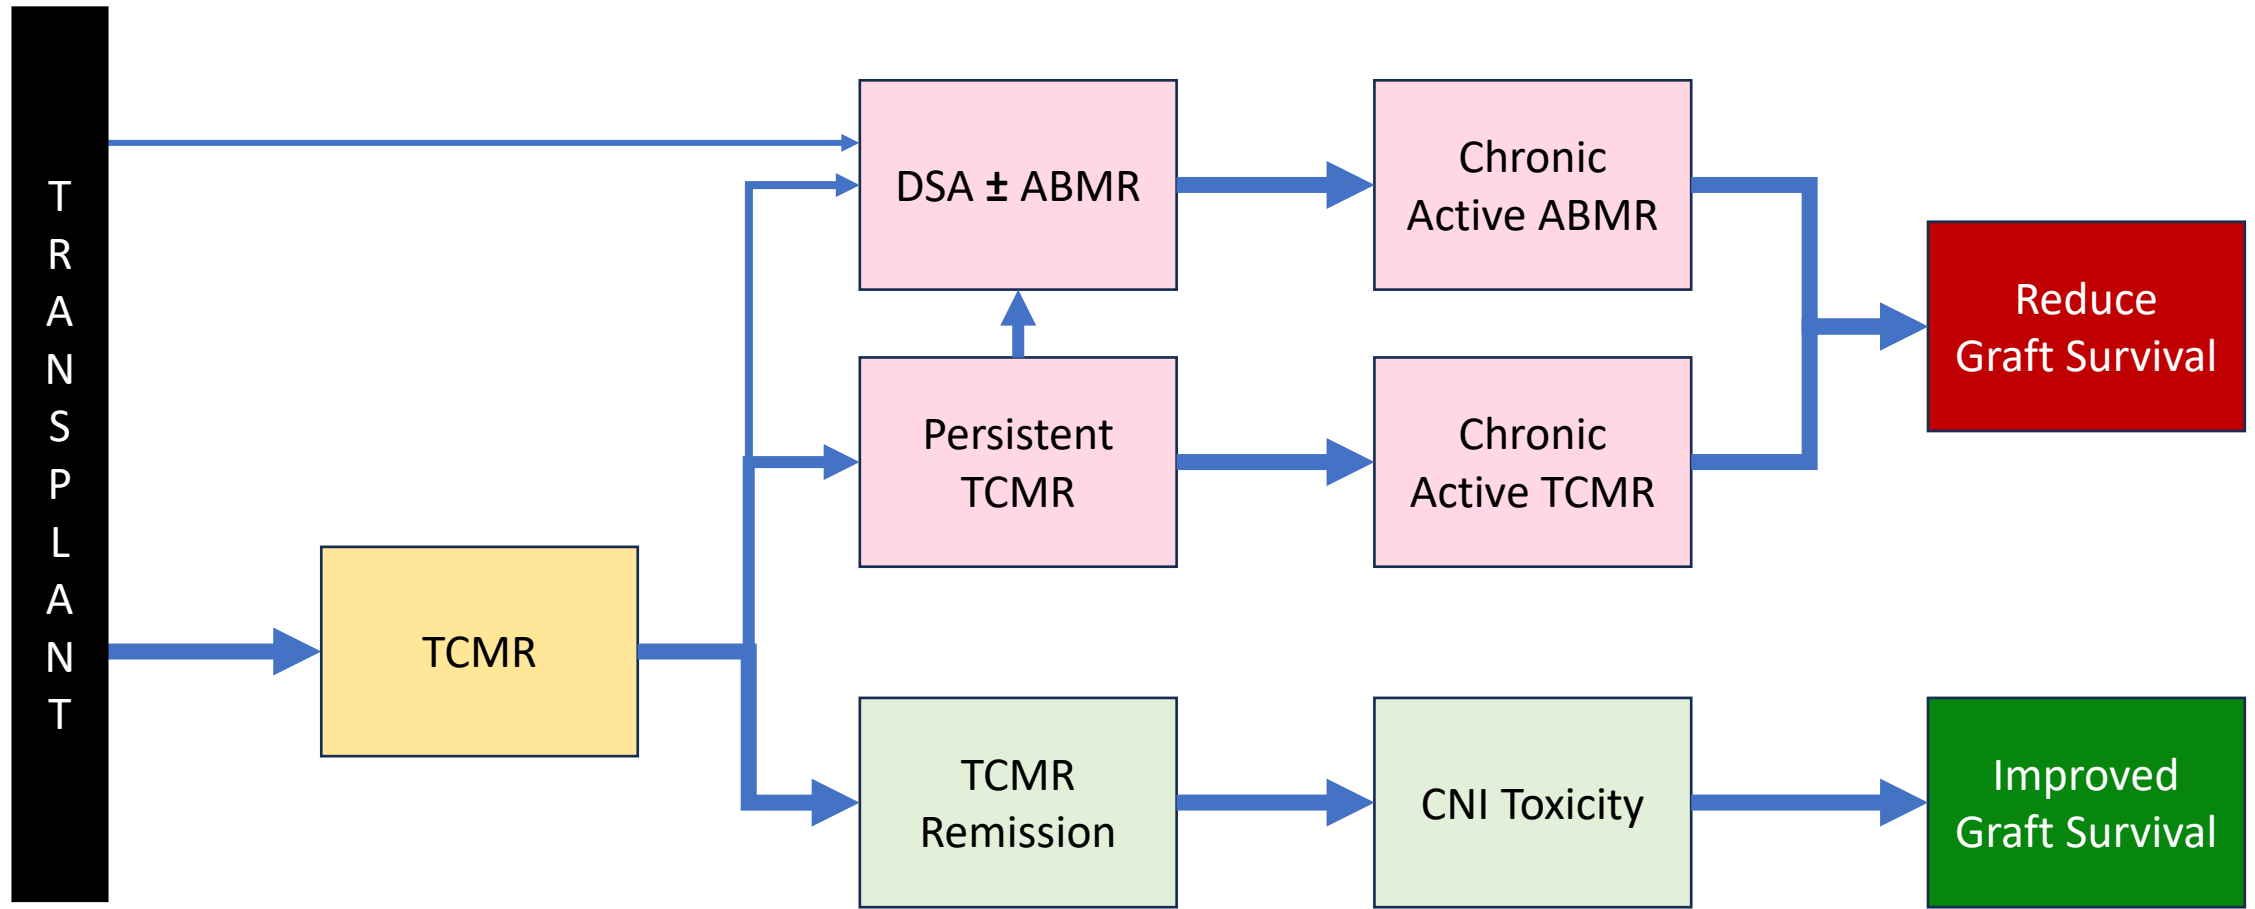 TRANSPLANT
DSA ± ABMR
Chronic
Active ABMR
Reduce
Graft Survival
Persistent
TCMR
Chronic
Active TCMR
TCMR
TCMR
Remission
CNI Toxicity
Improved
Graft Survival